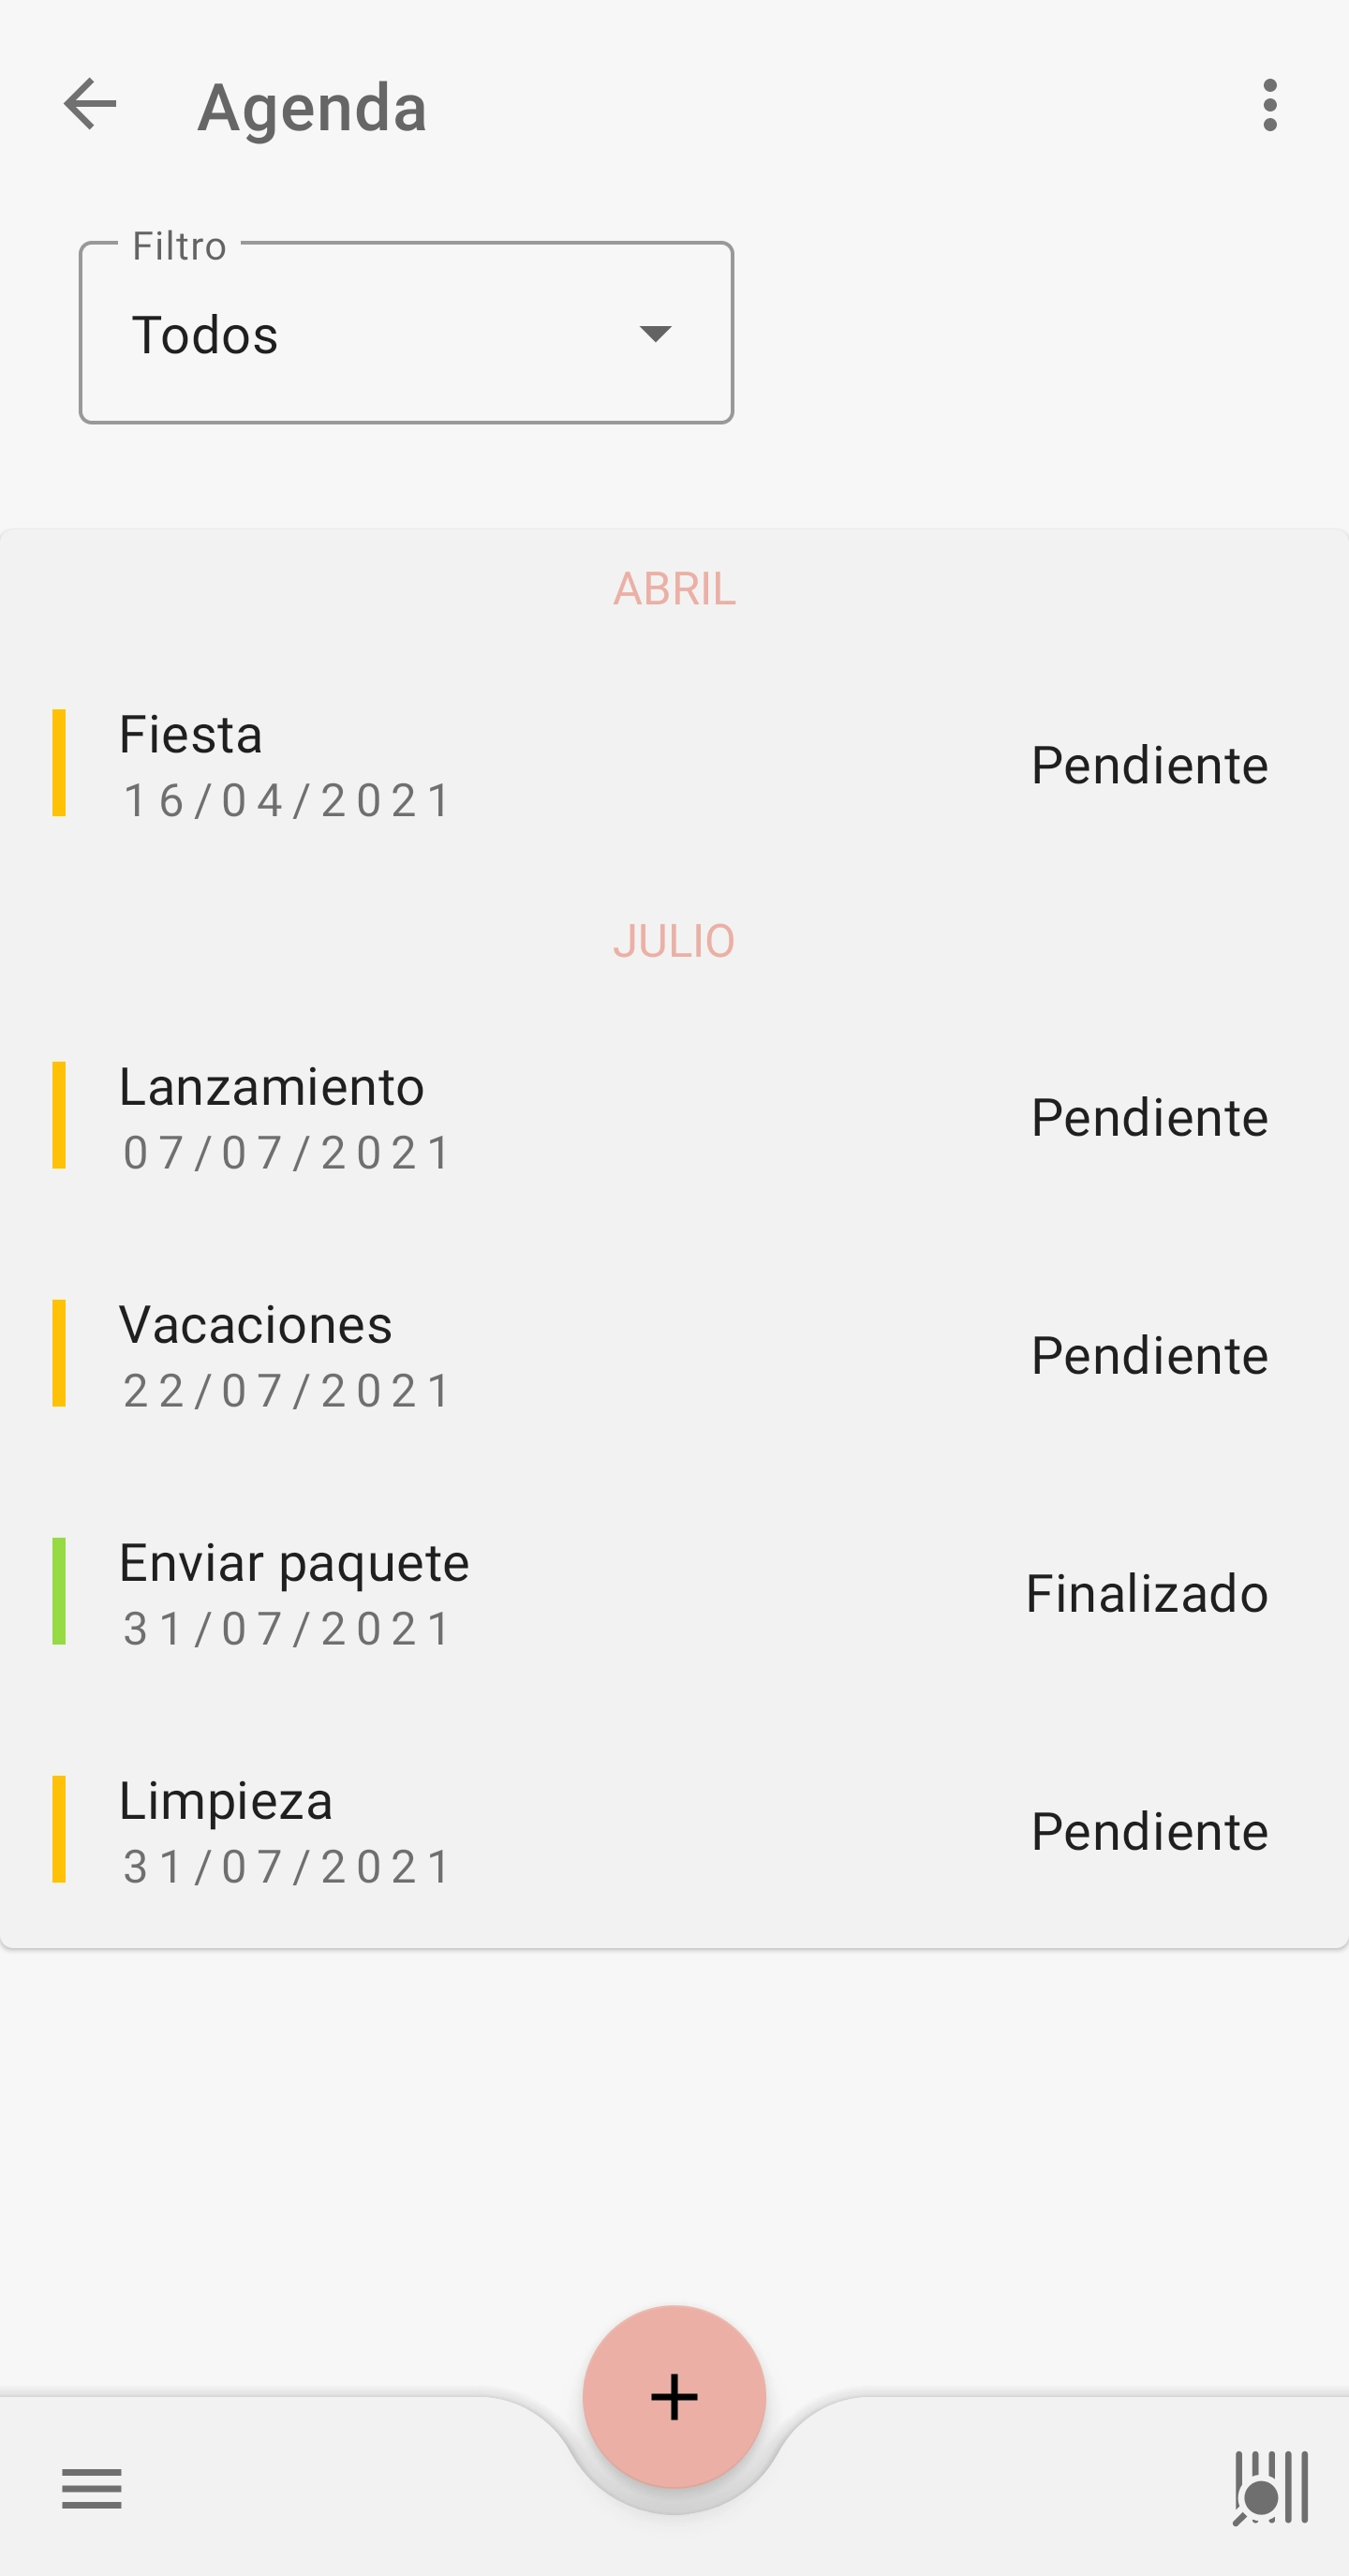 Agenda
Filtro
Todos
ABRIL
Fiesta
16/04/2021
Pendiente
JULIO
Lanzamiento
07/07/2021
Pendiente
Vacaciones
22/07/2021
Pendiente
Enviar paquete
31/07/2021
Finalizado
Limpieza
31/07/2021
Pendiente